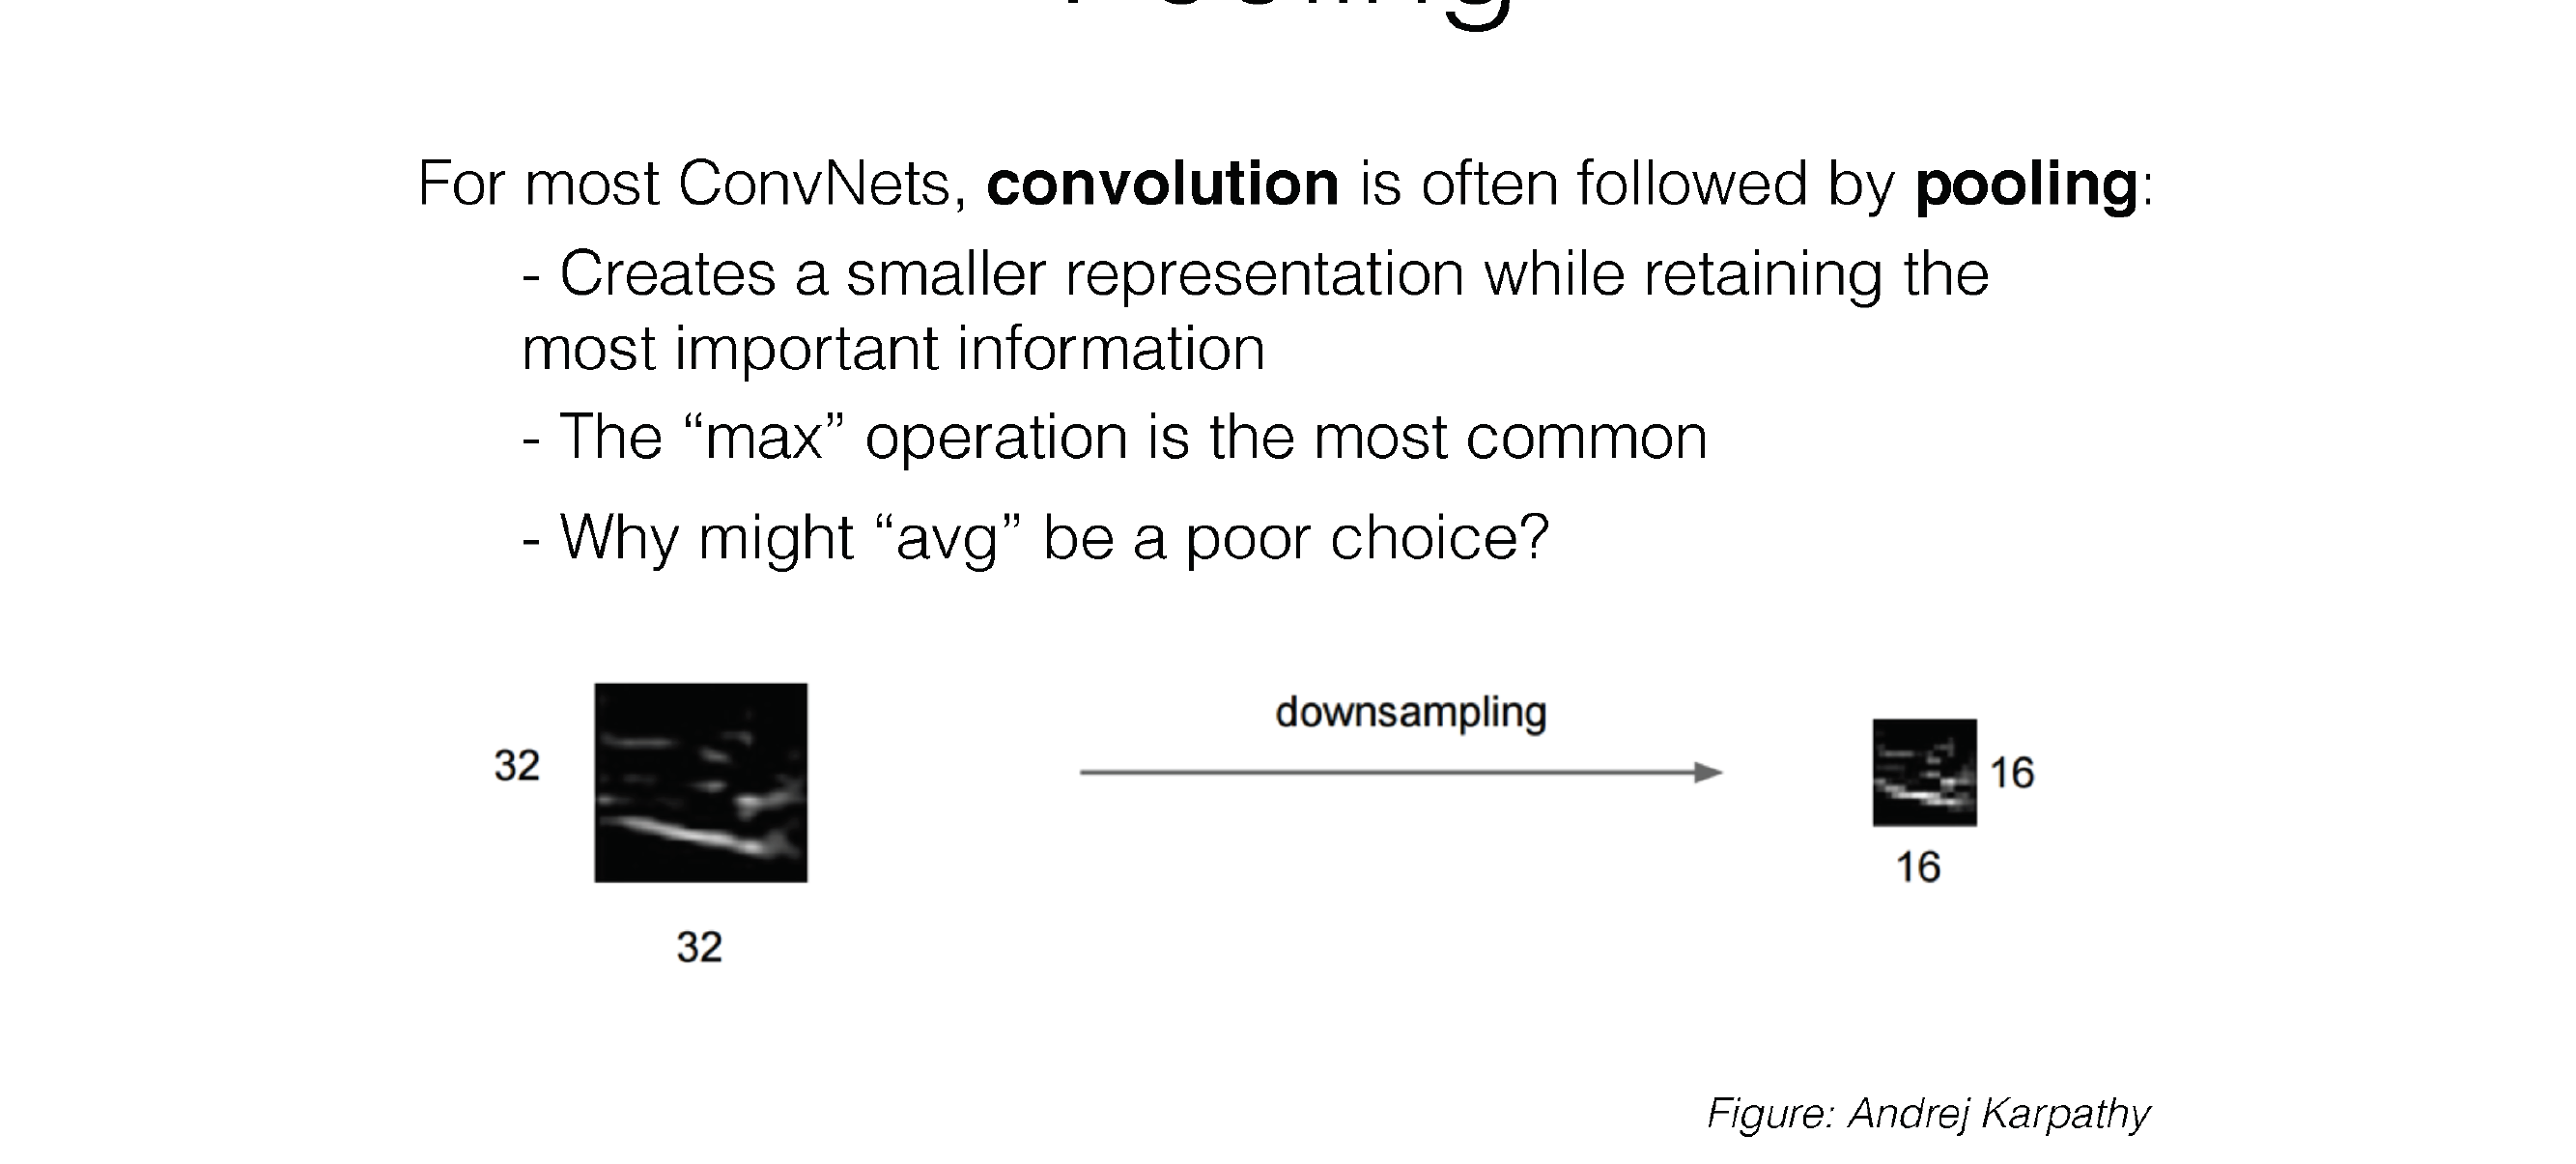 Pooling
For most ConvNets, convolution is often followed by pooling:
- Creates a smaller representation while retaining the
most important information
- The “max” operation is the most common
- Why might “avg” be a poor choice?
downsampling
32
16
16
32
Figure: Andrej Karpathy